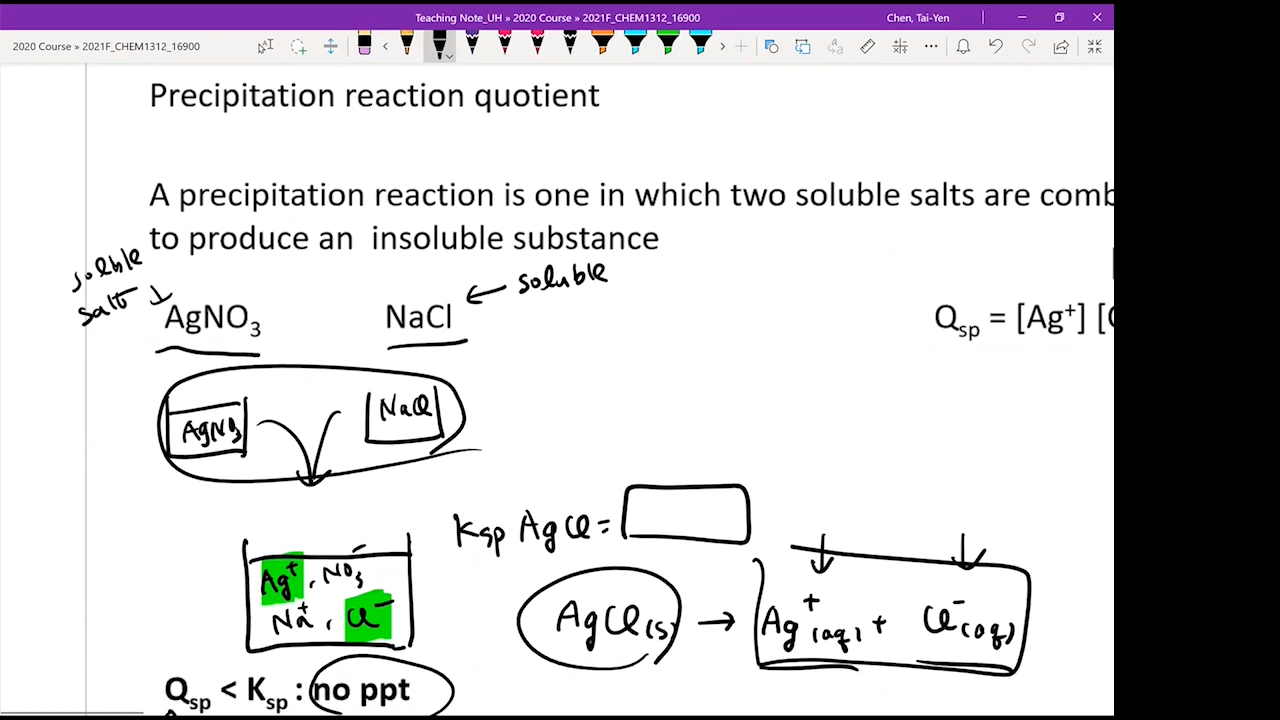 Teaching Note_UH » 2020 Course » 2021F_CHEM1312_16900
Chen, Tai-Yen
2020 Course » 2021F_CHEM1312_16900
Precipitation reaction quotient
A precipitation reaction is one in which two soluble salts are comb
to produce an insoluble substance
soluble
salt
soluble
AgNO₃ NaCl
Qsp = [Ag⁺] [C
AgNO₃ NaCl
Ksp AgCl =
Ag⁺, NO₃⁻
Na⁺, Cl⁻
AgCl(s) → Ag⁺(aq) + Cl⁻(aq)
Qsp < Ksp : no ppt